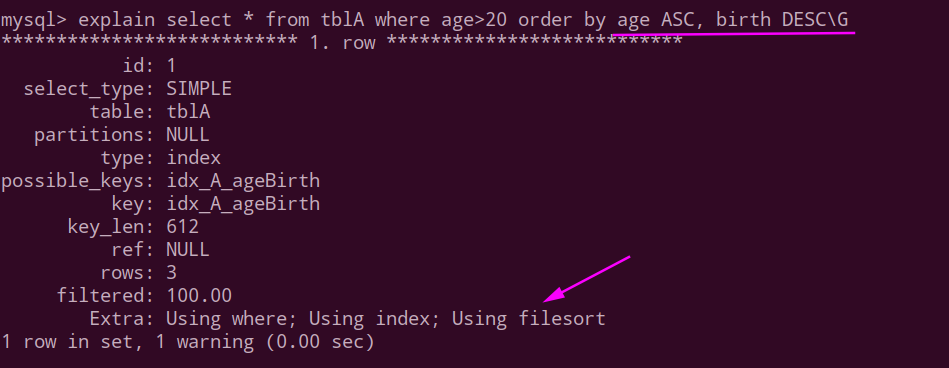 mysql> explain select * from tblA where age>20 order by age ASC, birth DESC\G
*************************** 1. row ***************************
id: 1
select_type: SIMPLE
table: tblA
partitions: NULL
type: index
possible_keys: idx_A_ageBirth
key: idx_A_ageBirth
key_len: 612
ref: NULL
rows: 3
filtered: 100.00
Extra: Using where; Using index; Using filesort
1 row in set, 1 warning (0.00 sec)